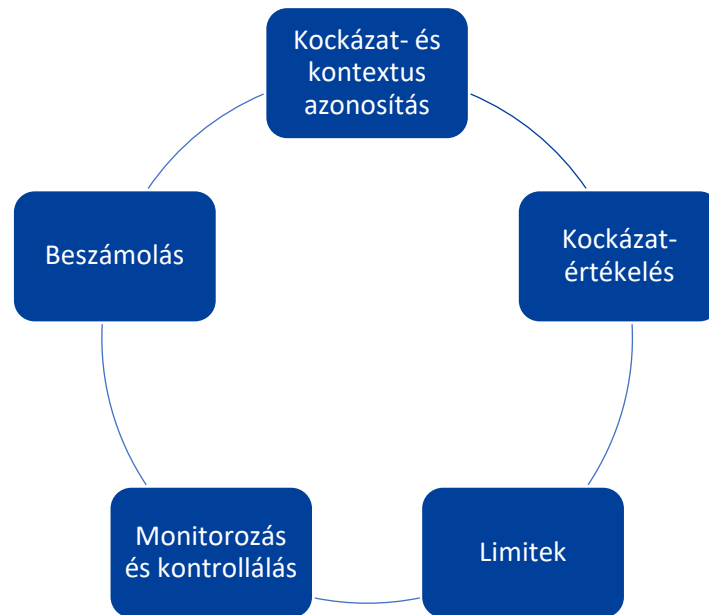 Kockázat- és
kontextus
azonosítás
Kockázat-
értékelés
Limitek
Monitorozás
és kontrollálás
Beszámolás